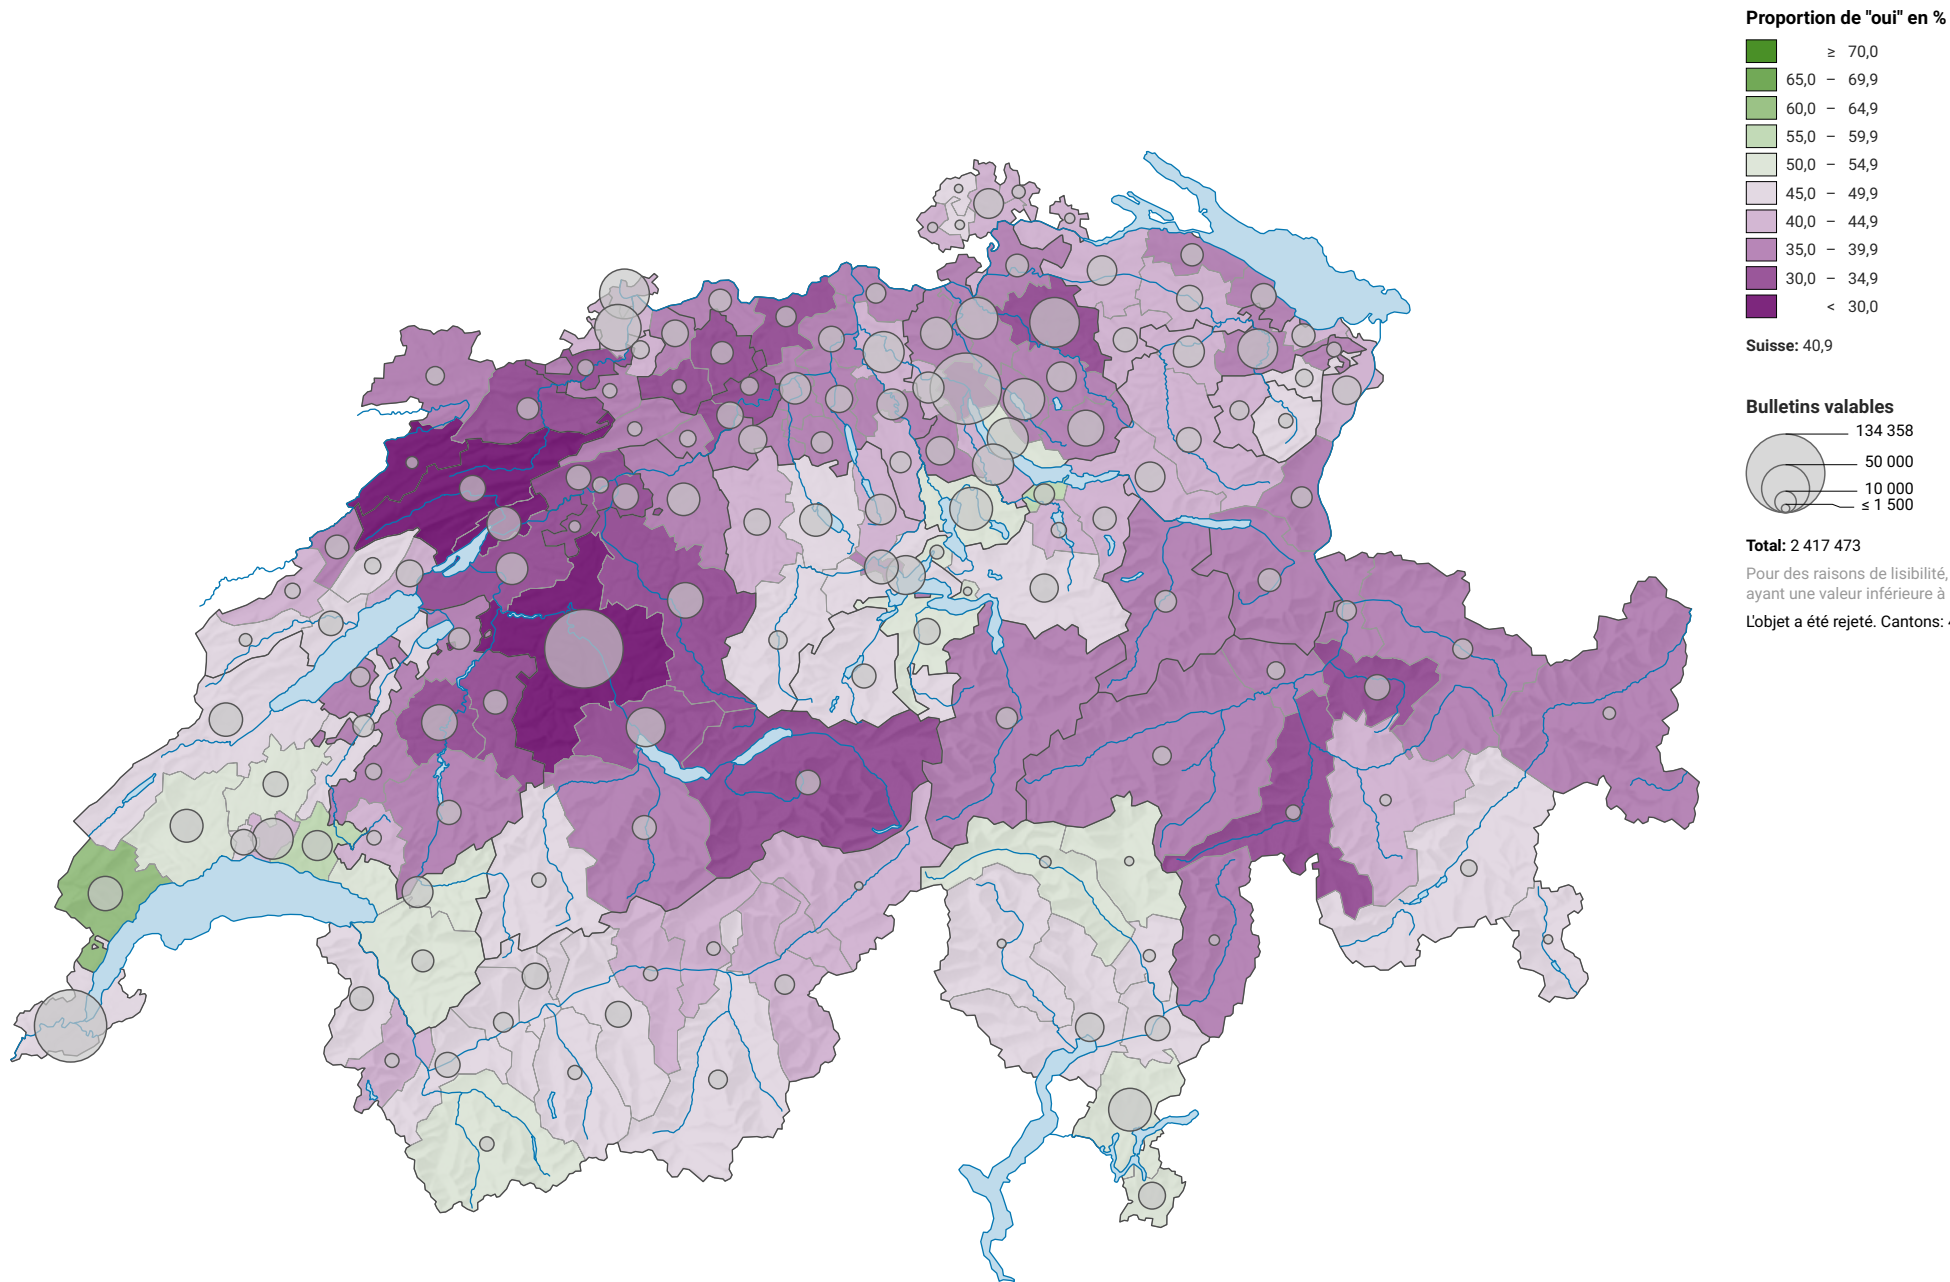 Proportion de "oui" en %
≥ 70,0
65,0 – 69,9
60,0 – 64,9
55,0 – 59,9
50,0 – 54,9
45,0 – 49,9
40,0 – 44,9
35,0 – 39,9
30,0 – 34,9
< 30,0
Suisse: 40,9
Bulletins valables
134 358
50 000
10 000
≤ 1 500
Total: 2 417 473
Pour des raisons de lisibilité,
ayant une valeur inférieure à
L'objet a été rejeté. Cantons: